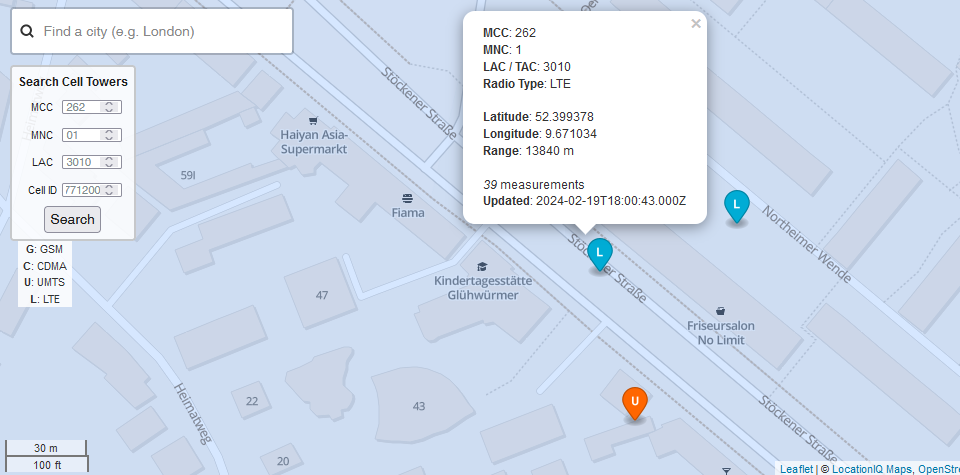 Find a city (e.g. London)
Search Cell Towers
MCC 262
MNC 01
LAC 3010
Cell ID 771200
Search
G: GSM
C: CDMA
U: UMTS
L: LTE
×
MCC: 262
MNC: 1
LAC / TAC: 3010
Radio Type: LTE
Latitude: 52.399378
Longitude: 9.671034
Range: 13840 m
39 measurements
Updated: 2024-02-19T18:00:43.000Z
Stöckener Straße
Haiyan Asia-
Supermarkt
59I
Fiama
L
Northeimer Wende
L
Stöckener Straße
Kindertagesstätte
Glühwürmer
47
Friseursalon
No Limit
Heimatweg
22
43
U
Stöckener Straße
20
30 m
100 ft
Leaflet | © LocationIQ Maps, OpenStre